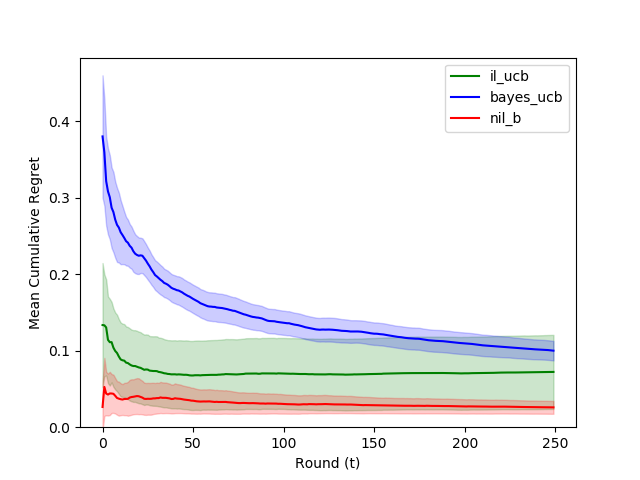 il_ucb
bayes_ucb
nil_b
Mean Cumulative Regret
0.4
0.3
0.2
0.1
0.0
0 50 100 150 200 250
Round (t)